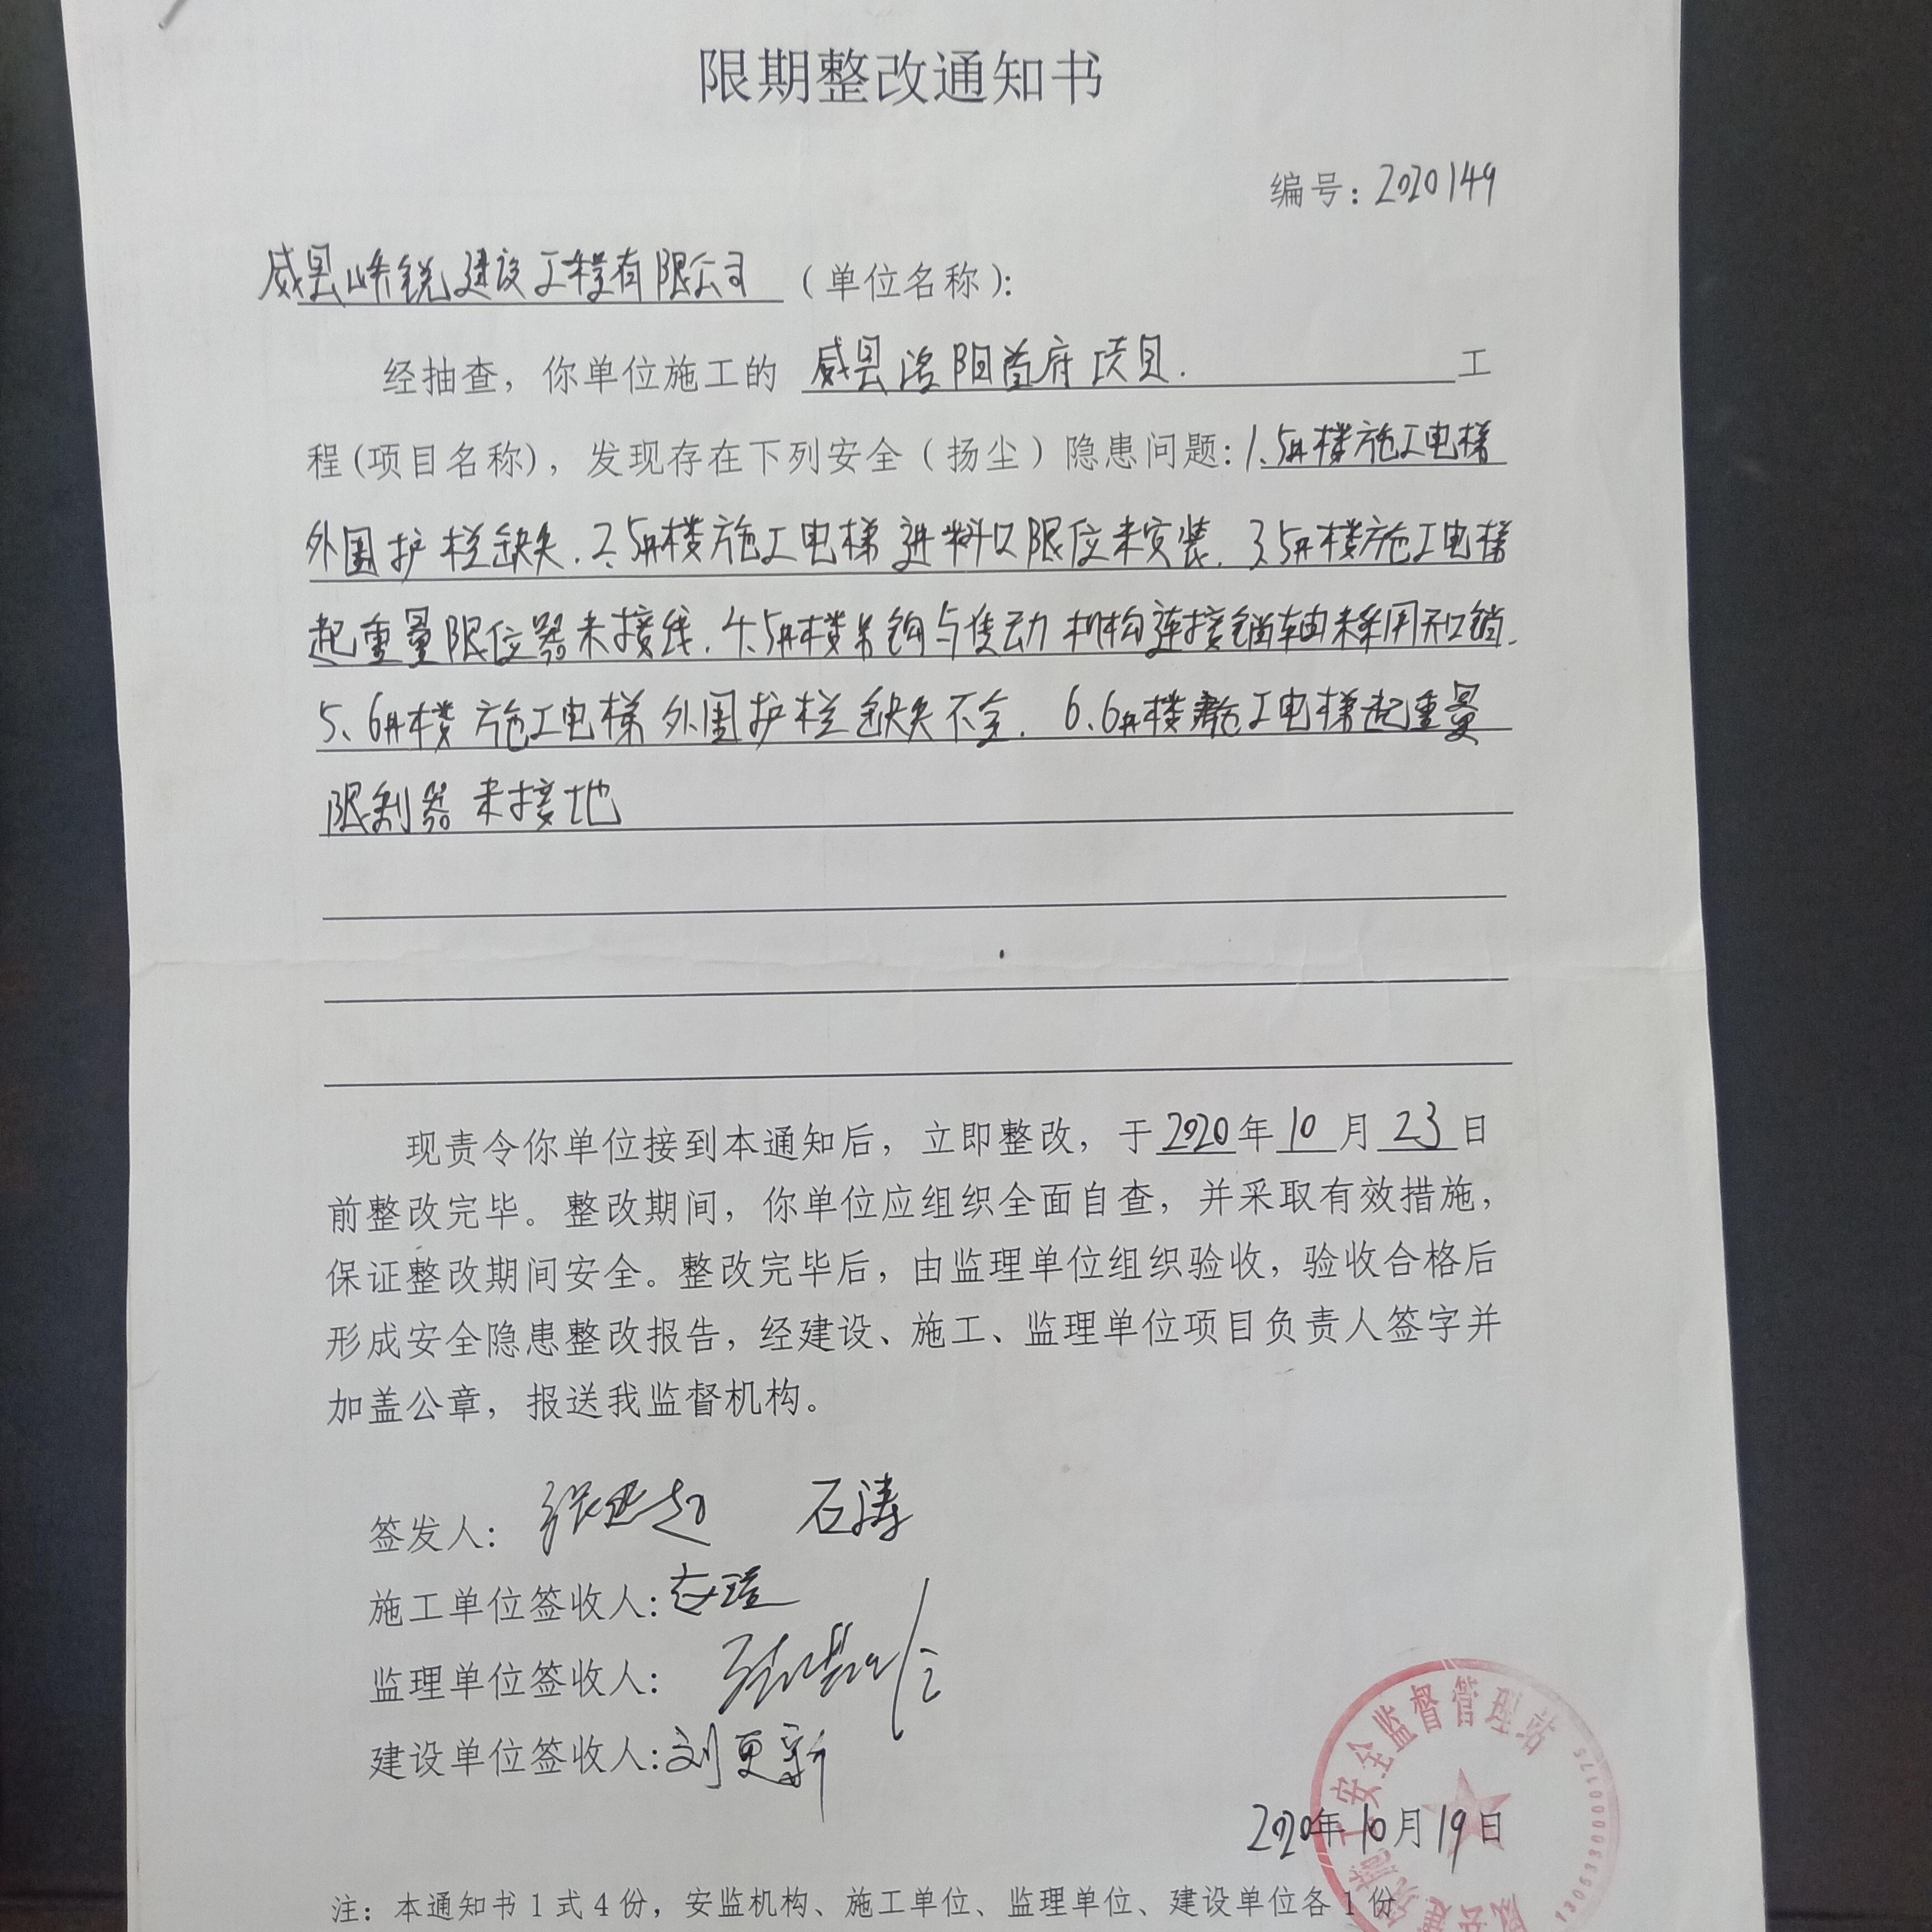 限期整改通知书
编号：2020149
威县峰锐建设工程有限公司（单位名称）：
经抽查，你单位施工的 威县洛阳首府项目. 工
程(项目名称)，发现存在下列安全（扬尘）隐患问题：1、5#楼施工电梯
外围护栏缺失.2、5#楼施工电梯进料口限位未安装.3、5#楼施工电梯
起重量限位器未接线.4、5#楼吊钩与传动机构连接销轴未采用开口销.
5、6#楼施工电梯外围护栏缺失不全.6、6#楼施工电梯起重量
限制器未接地
现责令你单位接到本通知后，立即整改，于2020年10月23日
前整改完毕。整改期间，你单位应组织全面自查，并采取有效措施，
保证整改期间安全。整改完毕后，由监理单位组织验收，验收合格后
形成安全隐患整改报告，经建设、施工、监理单位项目负责人签字并
加盖公章，报送我监督机构。
签发人： 石涛
施工单位签收人：
监理单位签收人：
建设单位签收人：刘更新
工安全监督管理站
2020年10月19日
注：本通知书1式4份，安监机构、施工单位、监理单位、建设单位各1份